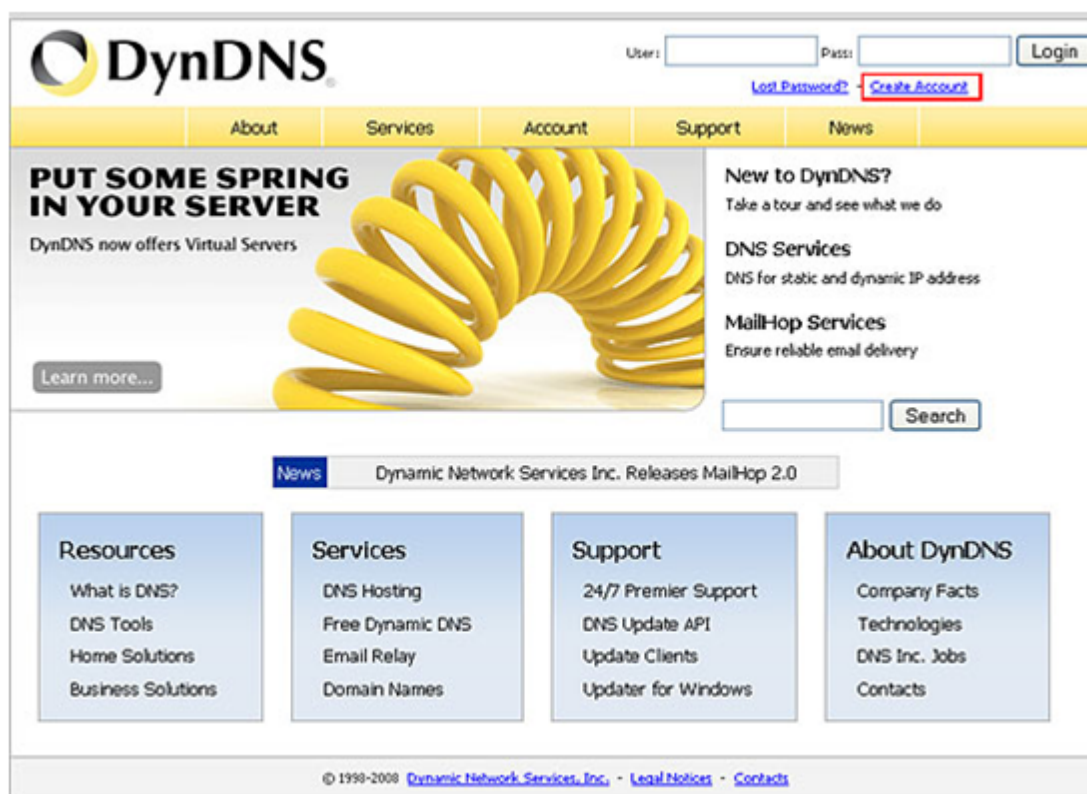 DynDNS
User:
Pass:
Login
Lost Password? - Create Account
About
Services
Account
Support
News
PUT SOME SPRING
IN YOUR SERVER
DynDNS now offers Virtual Servers
Learn more...
New to DynDNS?
Take a tour and see what we do
DNS Services
DNS for static and dynamic IP address
MailHop Services
Ensure reliable email delivery
Search
News
Dynamic Network Services Inc. Releases MailHop 2.0
Resources
What is DNS?
DNS Tools
Home Solutions
Business Solutions
Services
DNS Hosting
Free Dynamic DNS
Email Relay
Domain Names
Support
24/7 Premier Support
DNS Update API
Update Clients
Updater for Windows
About DynDNS
Company Facts
Technologies
DNS Inc. Jobs
Contacts
© 1998-2008 Dynamic Network Services, Inc. - Legal Notices - Contacts